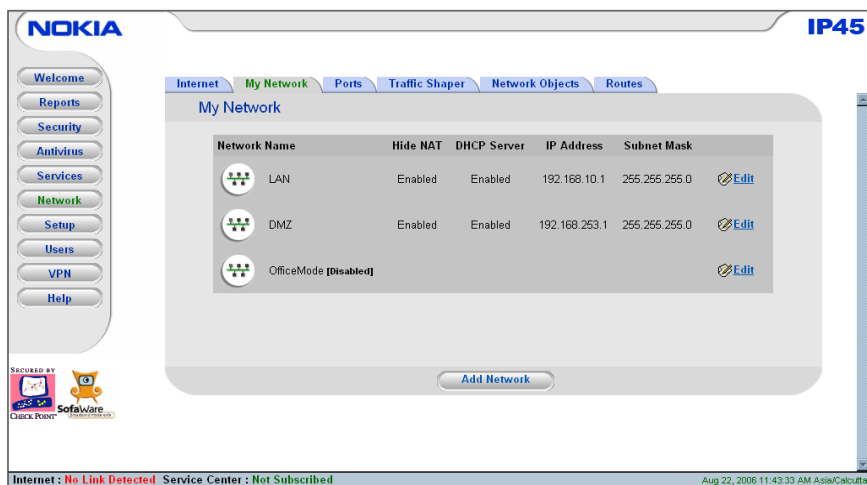 NOKIA
IP45
Welcome
Reports
Security
Antivirus
Services
Network
Setup
Users
VPN
Help
Internet My Network Ports Traffic Shaper Network Objects Routes
My Network
Network Name Hide NAT DHCP Server IP Address Subnet Mask
LAN Enabled Enabled 192.168.10.1 255.255.255.0 Edit
DMZ Enabled Enabled 192.168.253.1 255.255.255.0 Edit
OfficeMode [Disabled] Edit
Add Network
SECURED BY
CHECK POINT
SofaWare
Internet : No Link Detected Service Center : Not Subscribed
Aug 22, 2006 11:43:33 AM Asia/Calcutta